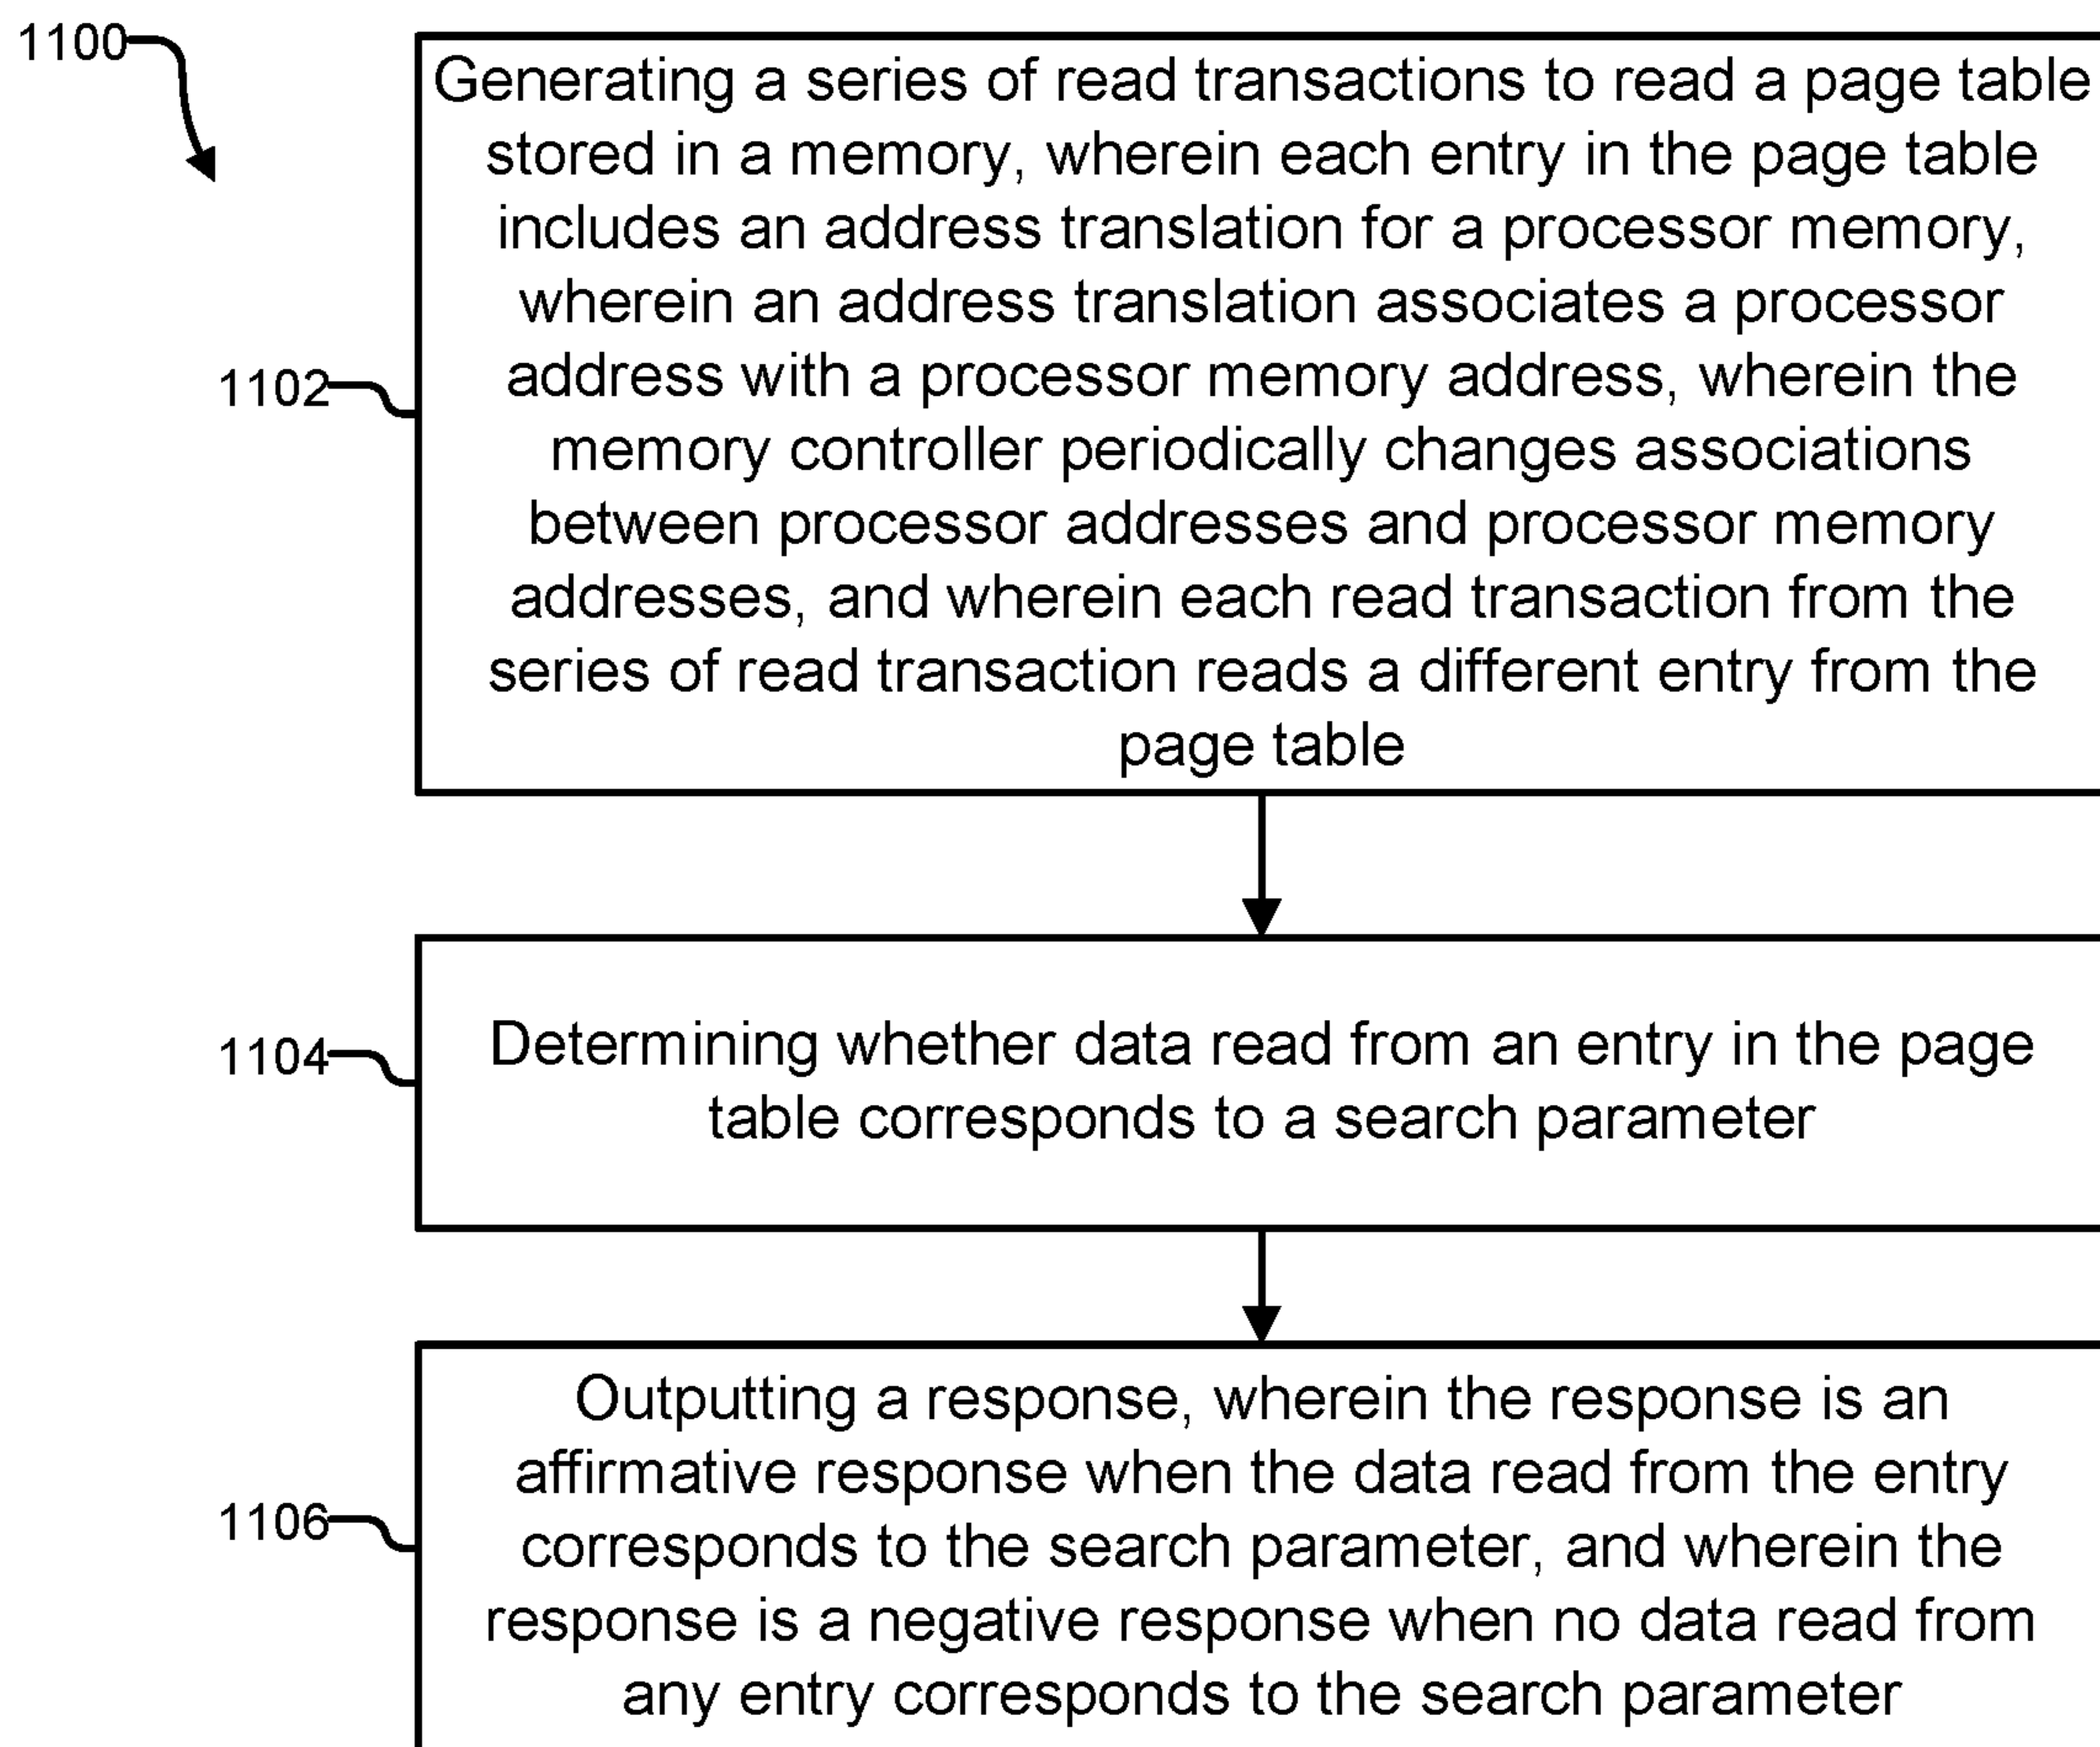 1100
Generating a series of read transactions to read a page table
stored in a memory, wherein each entry in the page table
includes an address translation for a processor memory,
wherein an address translation associates a processor
address with a processor memory address, wherein the
1102
memory controller periodically changes associations
between processor addresses and processor memory
addresses, and wherein each read transaction from the
series of read transaction reads a different entry from the
page table
1104
Determining whether data read from an entry in the page
table corresponds to a search parameter
Outputting a response, wherein the response is an
affirmative response when the data read from the entry
1106
corresponds to the search parameter, and wherein the
response is a negative response when no data read from
any entry corresponds to the search parameter